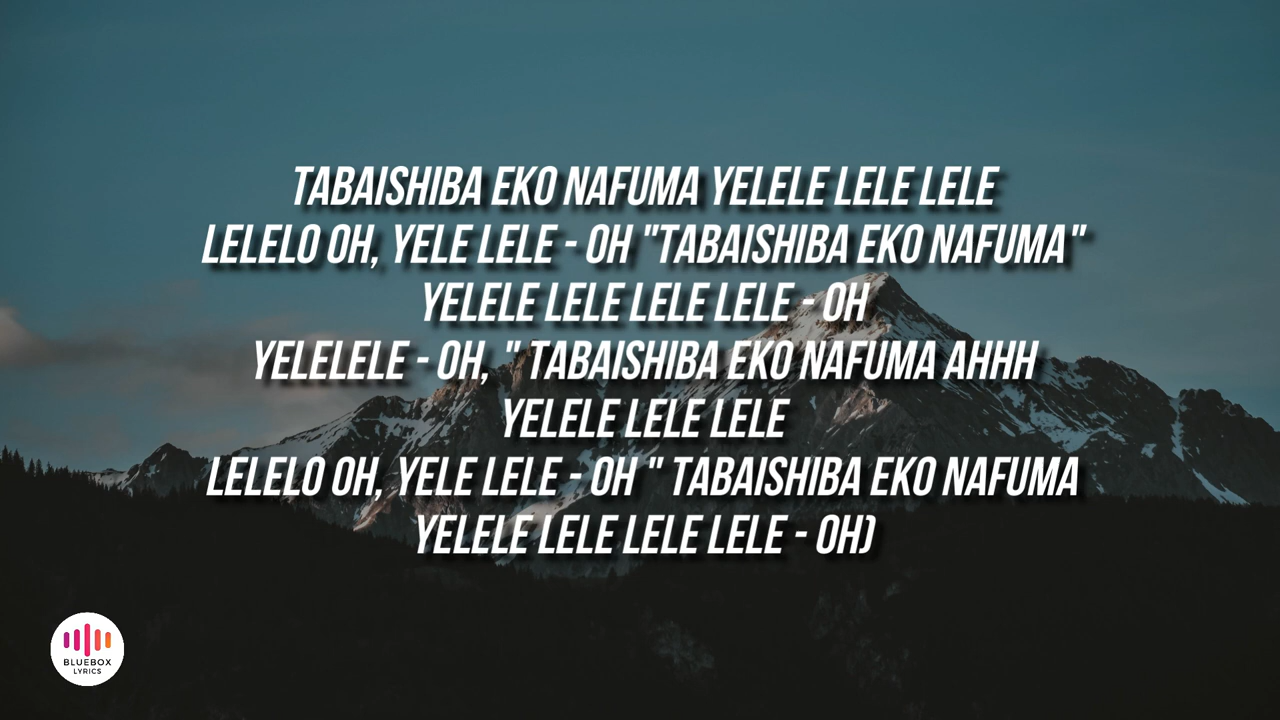 TABAISHIBA EKO NAFUMA YELELE LELE LELE
LELELO OH, YELE LELE - OH "TABAISHIBA EKO NAFUMA"
YELELE LELE LELE LELE - OH
YELELELE - OH, " TABAISHIBA EKO NAFUMA AHHH
YELELE LELE LELE
LELELO OH, YELE LELE - OH " TABAISHIBA EKO NAFUMA
YELELE LELE LELE LELE - OH)
BLUEBOX
LYRICS